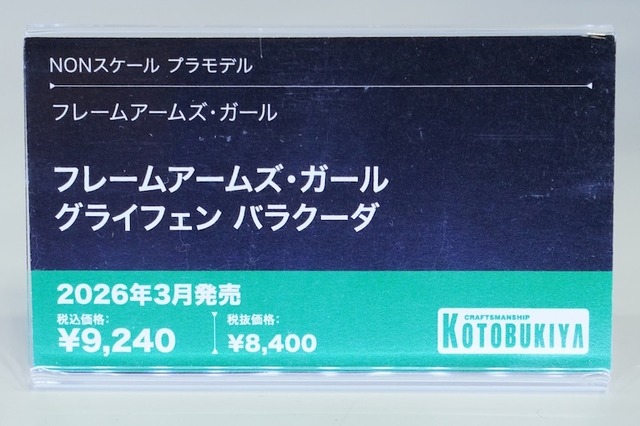 NONスケール プラモデル
フレームアームズ・ガール
フレームアームズ・ガール
グライフェン バラクーダ
2026年3月発売
税込価格: 税抜価格:
¥9,240 ¥8,400
CRAFTSMANSHIP
KOTOBUKIYA